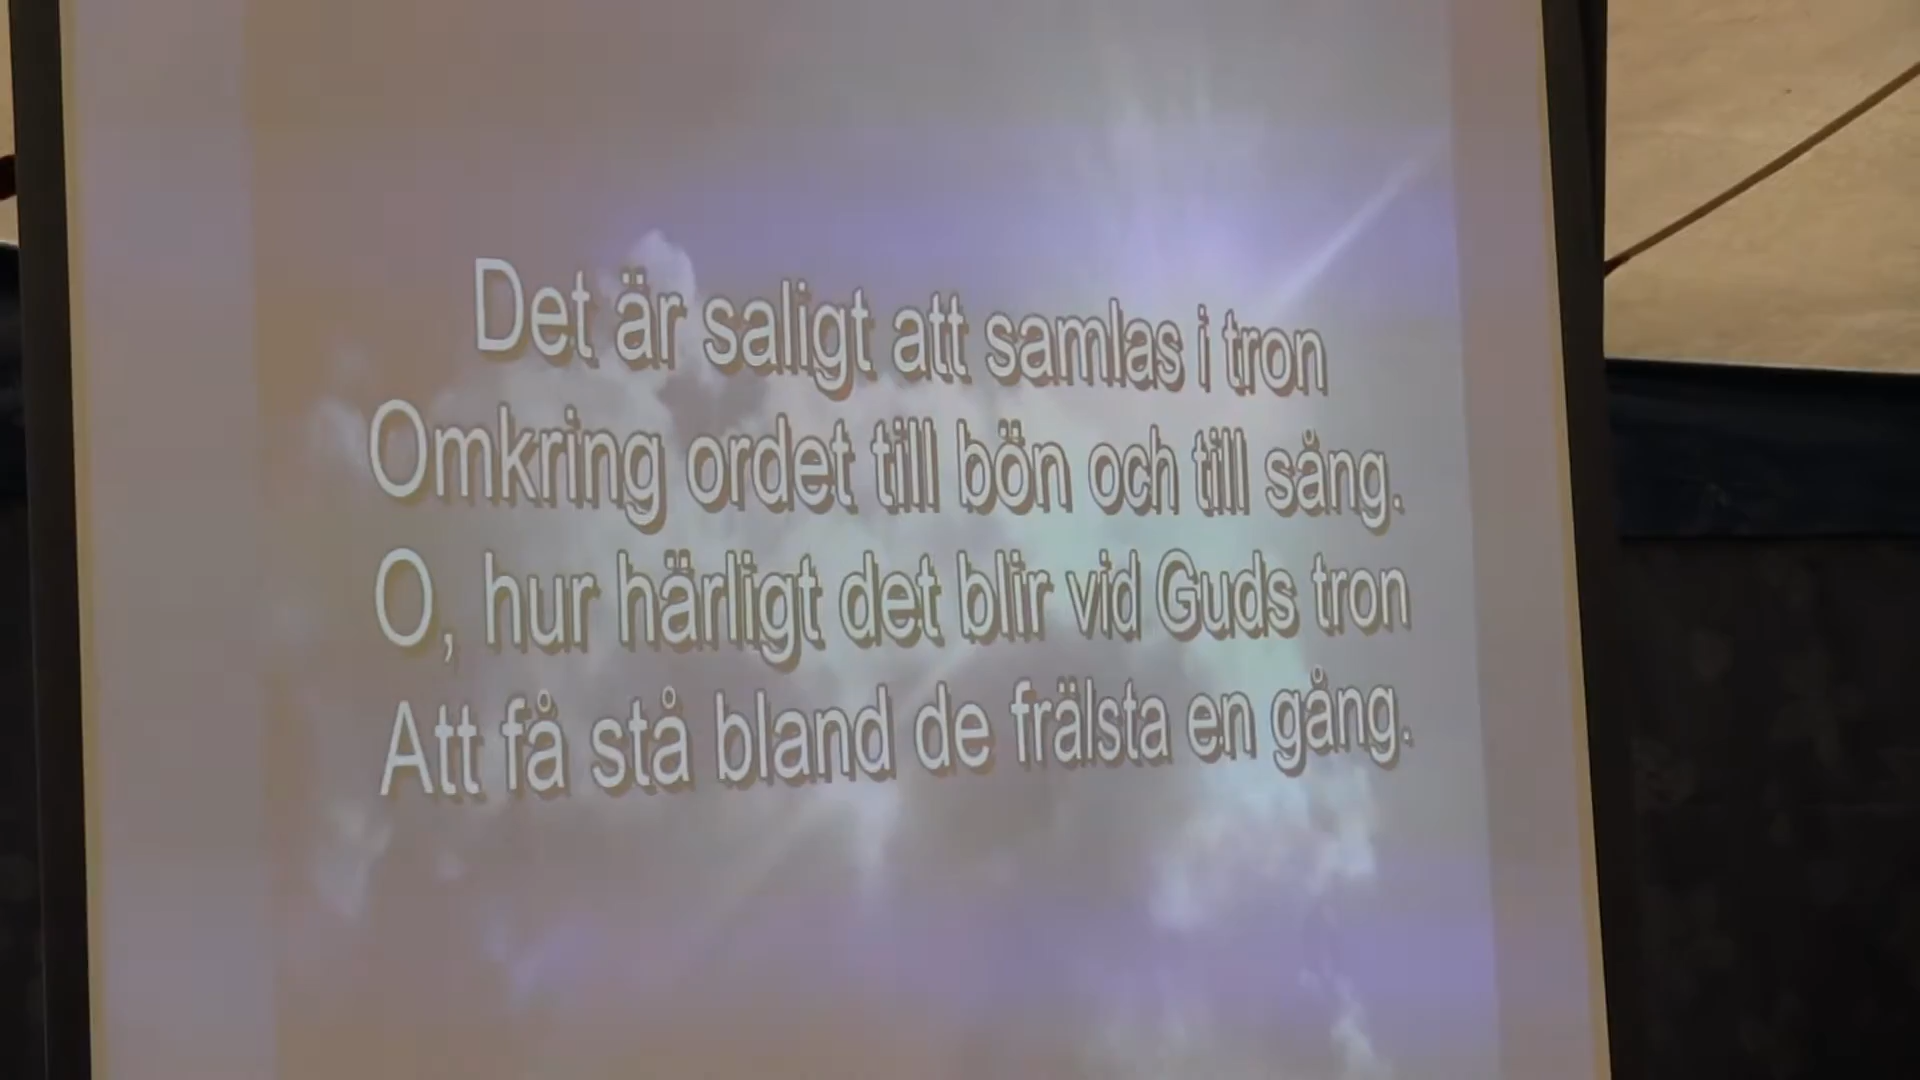 Det är saligt att samlas i tron
Omkring ordet till bön och till sång.
O, hur härligt det blir vid Guds tron
Att få stå bland de frälsta en gång.